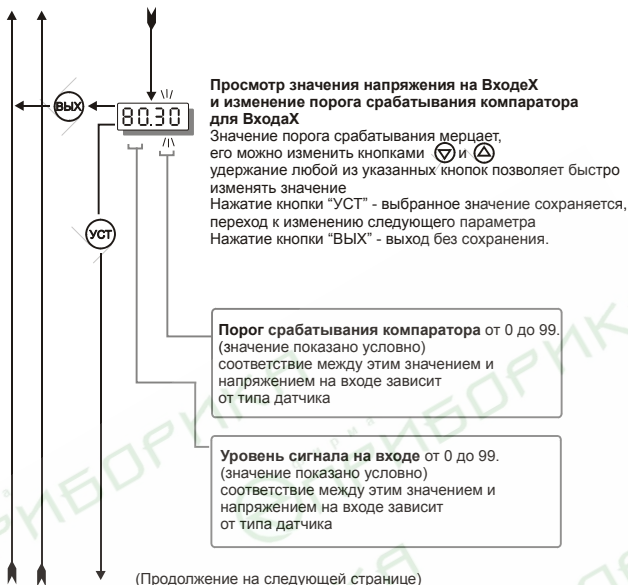 Просмотр значения напряжения на ВходеХ
и изменение порога срабатывания компаратора
для ВходаХ
Значение порога срабатывания мерцает,
его можно изменить кнопками и
удержание любой из указанных кнопок позволяет быстро
изменять значение
Нажатие кнопки "УСТ" - выбранное значение сохраняется,
переход к изменению следующего параметра
Нажатие кнопки "ВЫХ" - выход без сохранения.
ВЫХ
80.30
УСТ
Порог срабатывания компаратора от 0 до 99.
(значение показано условно)
соответствие между этим значением и
напряжением на входе зависит
от типа датчика
Уровень сигнала на входе от 0 до 99.
(значение показано условно)
соответствие между этим значением и
напряжением на входе зависит
от типа датчика
(Продолжение на следующей странице)